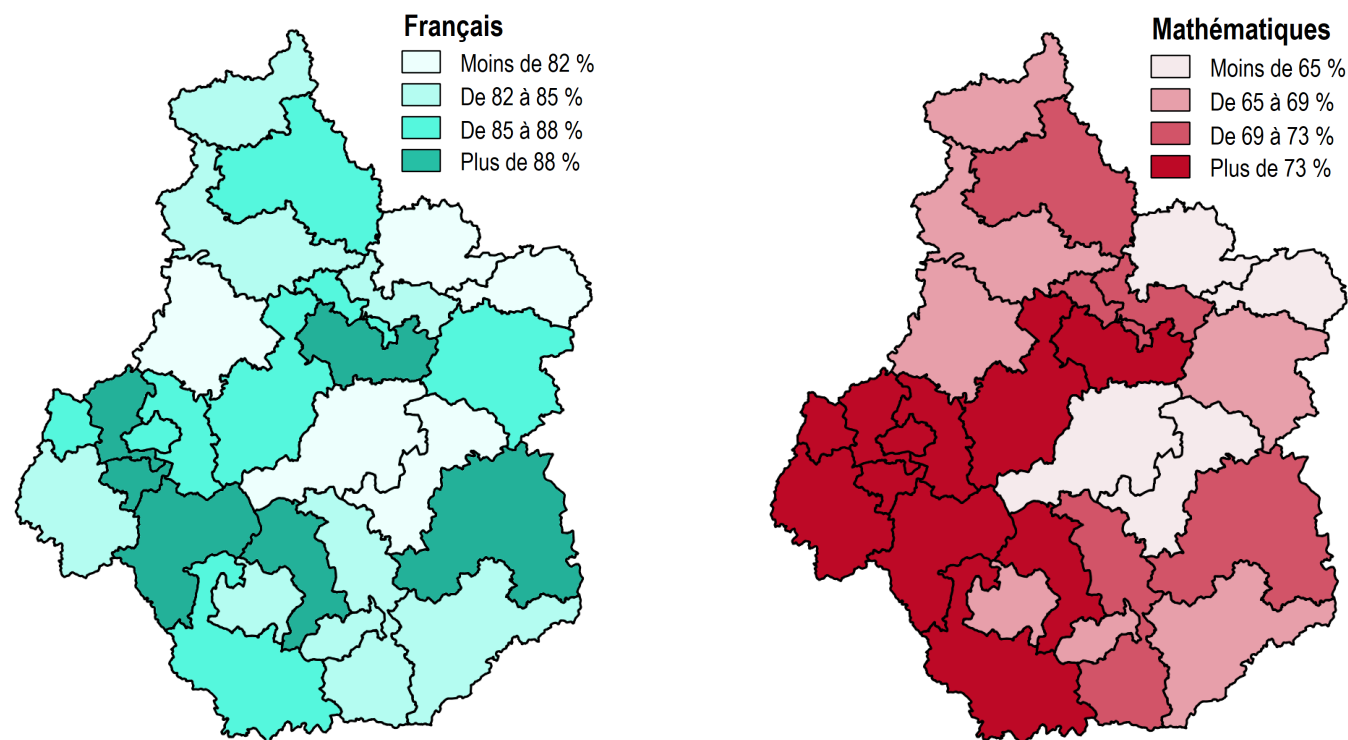 Français
Moins de 82 %
De 82 à 85 %
De 85 à 88 %
Plus de 88 %
Mathématiques
Moins de 65 %
De 65 à 69 %
De 69 à 73 %
Plus de 73 %